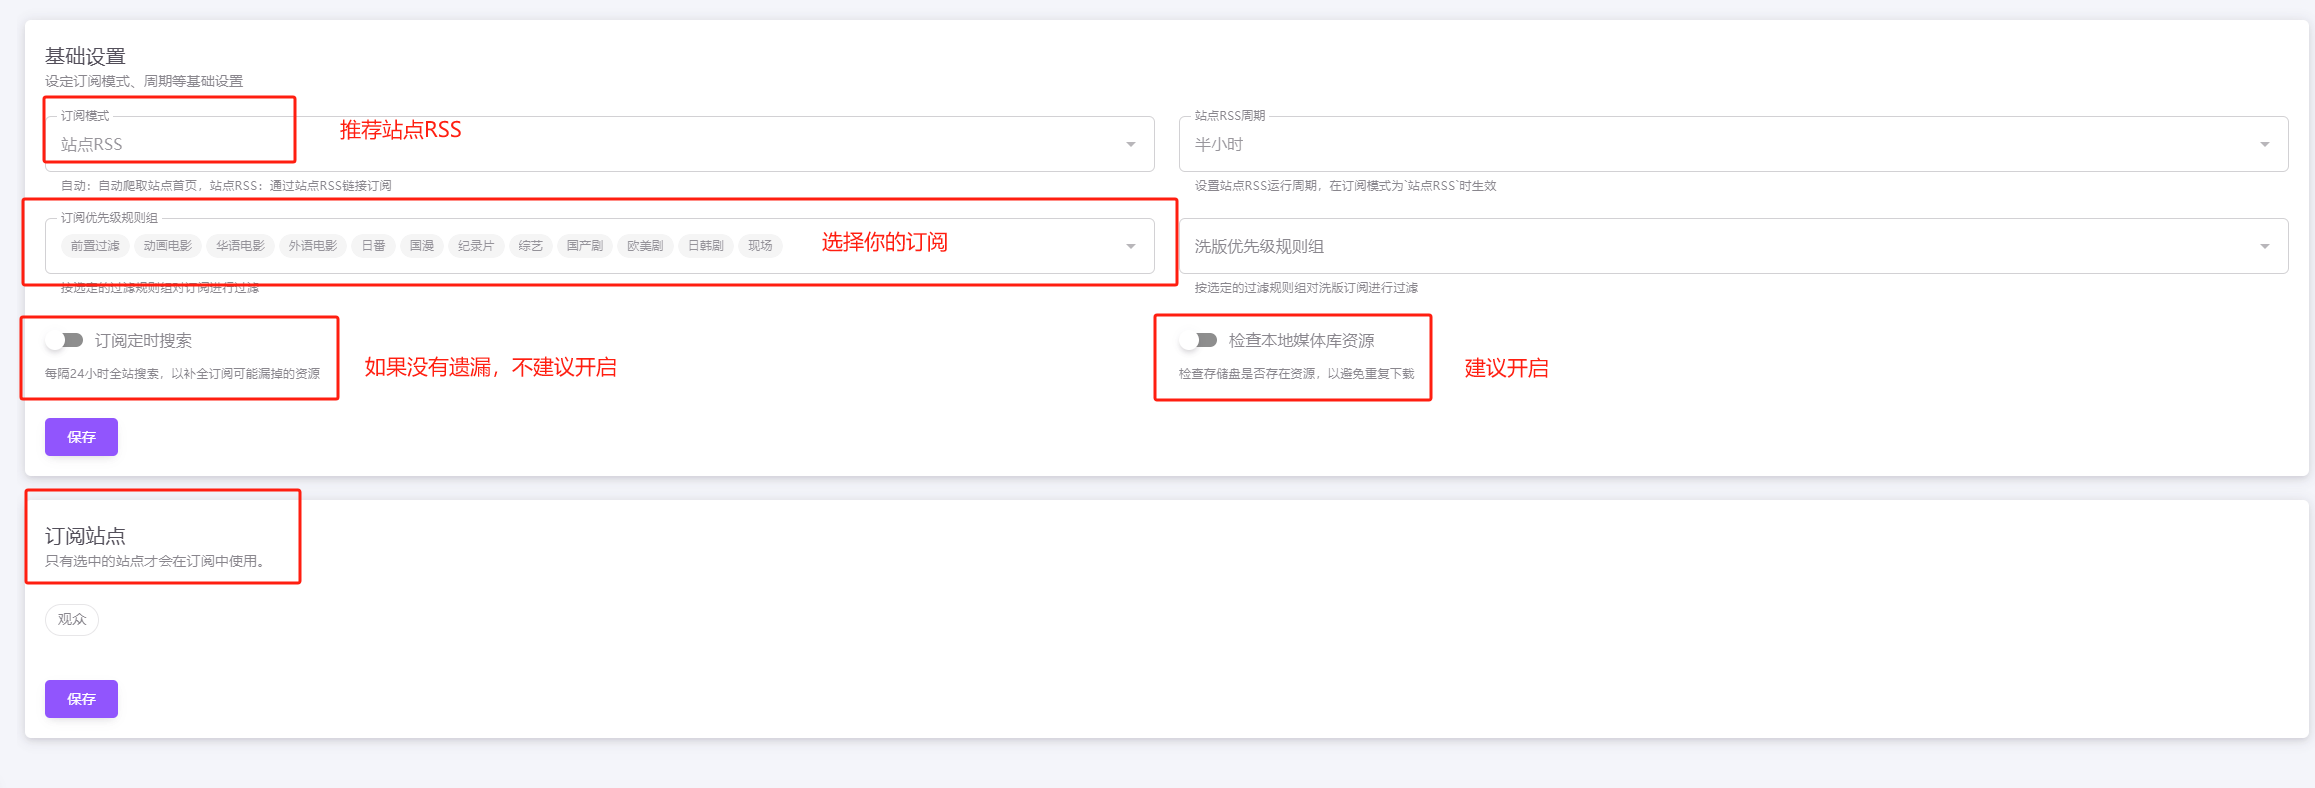 基础设置
设定订阅模式、周期等基础设置
订阅模式
站点RSS
推荐站点RSS
自动：自动爬取站点首页，站点RSS：通过站点RSS链接订阅
站点RSS周期
半小时
设置站点RSS运行周期，在订阅模式为`站点RSS`时生效
订阅优先级规则组
前置过滤 动画电影 华语电影 外语电影 日番 国漫 纪录片 综艺 国产剧 欧美剧 日韩剧 现场
选择你的订阅
按选定的过滤规则组对订阅进行过滤
洗版优先级规则组
按选定的过滤规则组对洗版订阅进行过滤
订阅定时搜索
每隔24小时全站搜索，以补全订阅可能漏掉的资源
如果没有遗漏，不建议开启
检查本地媒体库资源
检查存储盘是否存在资源，以避免重复下载
建议开启
保存
订阅站点
只有选中的站点才会在订阅中使用。
观众
保存